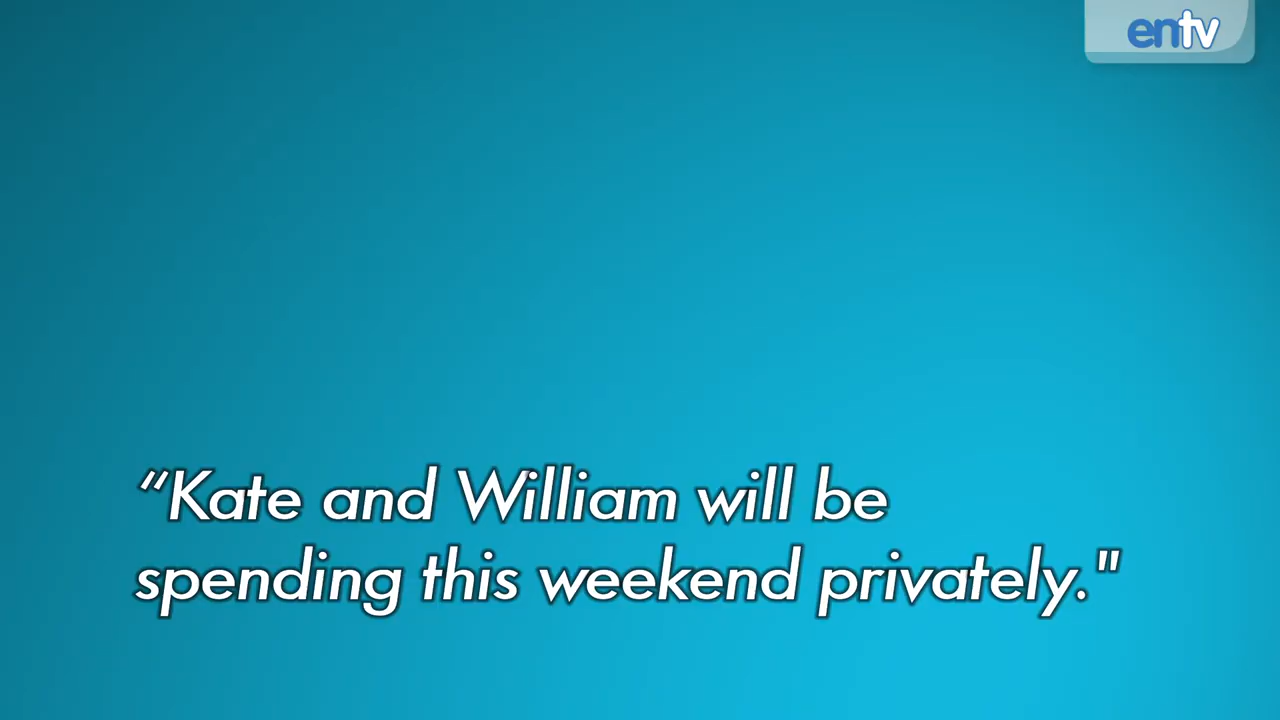 entv
“Kate and William will be
spending this weekend privately."